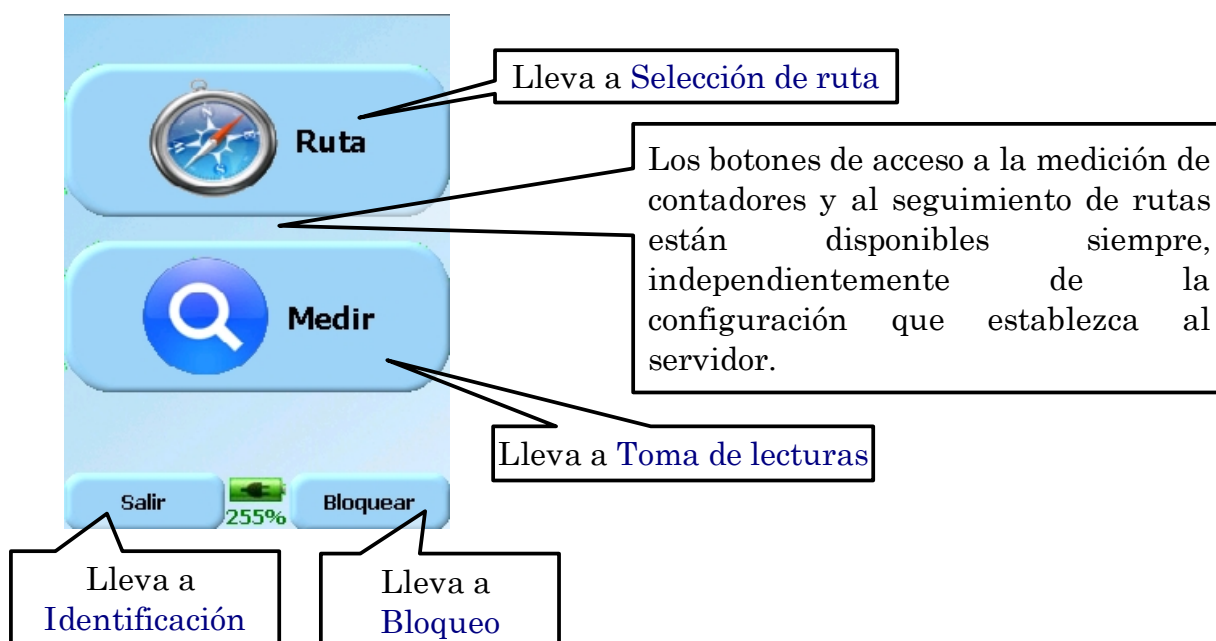 Lleva a Selección de ruta
Ruta
Los botones de acceso a la medición de
contadores y al seguimiento de rutas
están disponibles siempre,
independientemente de la
configuración que establezca al
servidor.
Medir
Lleva a Toma de lecturas
Salir
255%
Bloquear
Lleva a
Identificación
Lleva a
Bloqueo